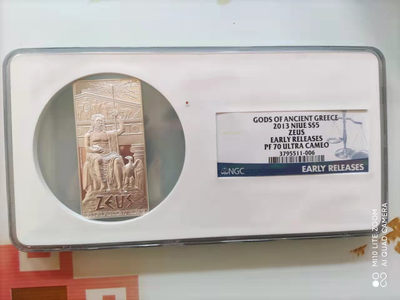 GODS OF ANCIENT GREECE
2013 NIUE S$5
ZEUS
EARLY RELEASES
PF 70 ULTRA CAMEO
3795511-006
NGC
EARLY RELEASES
ZEUS
MI 10 LITE ZOOM
AI QUAD CAMERA